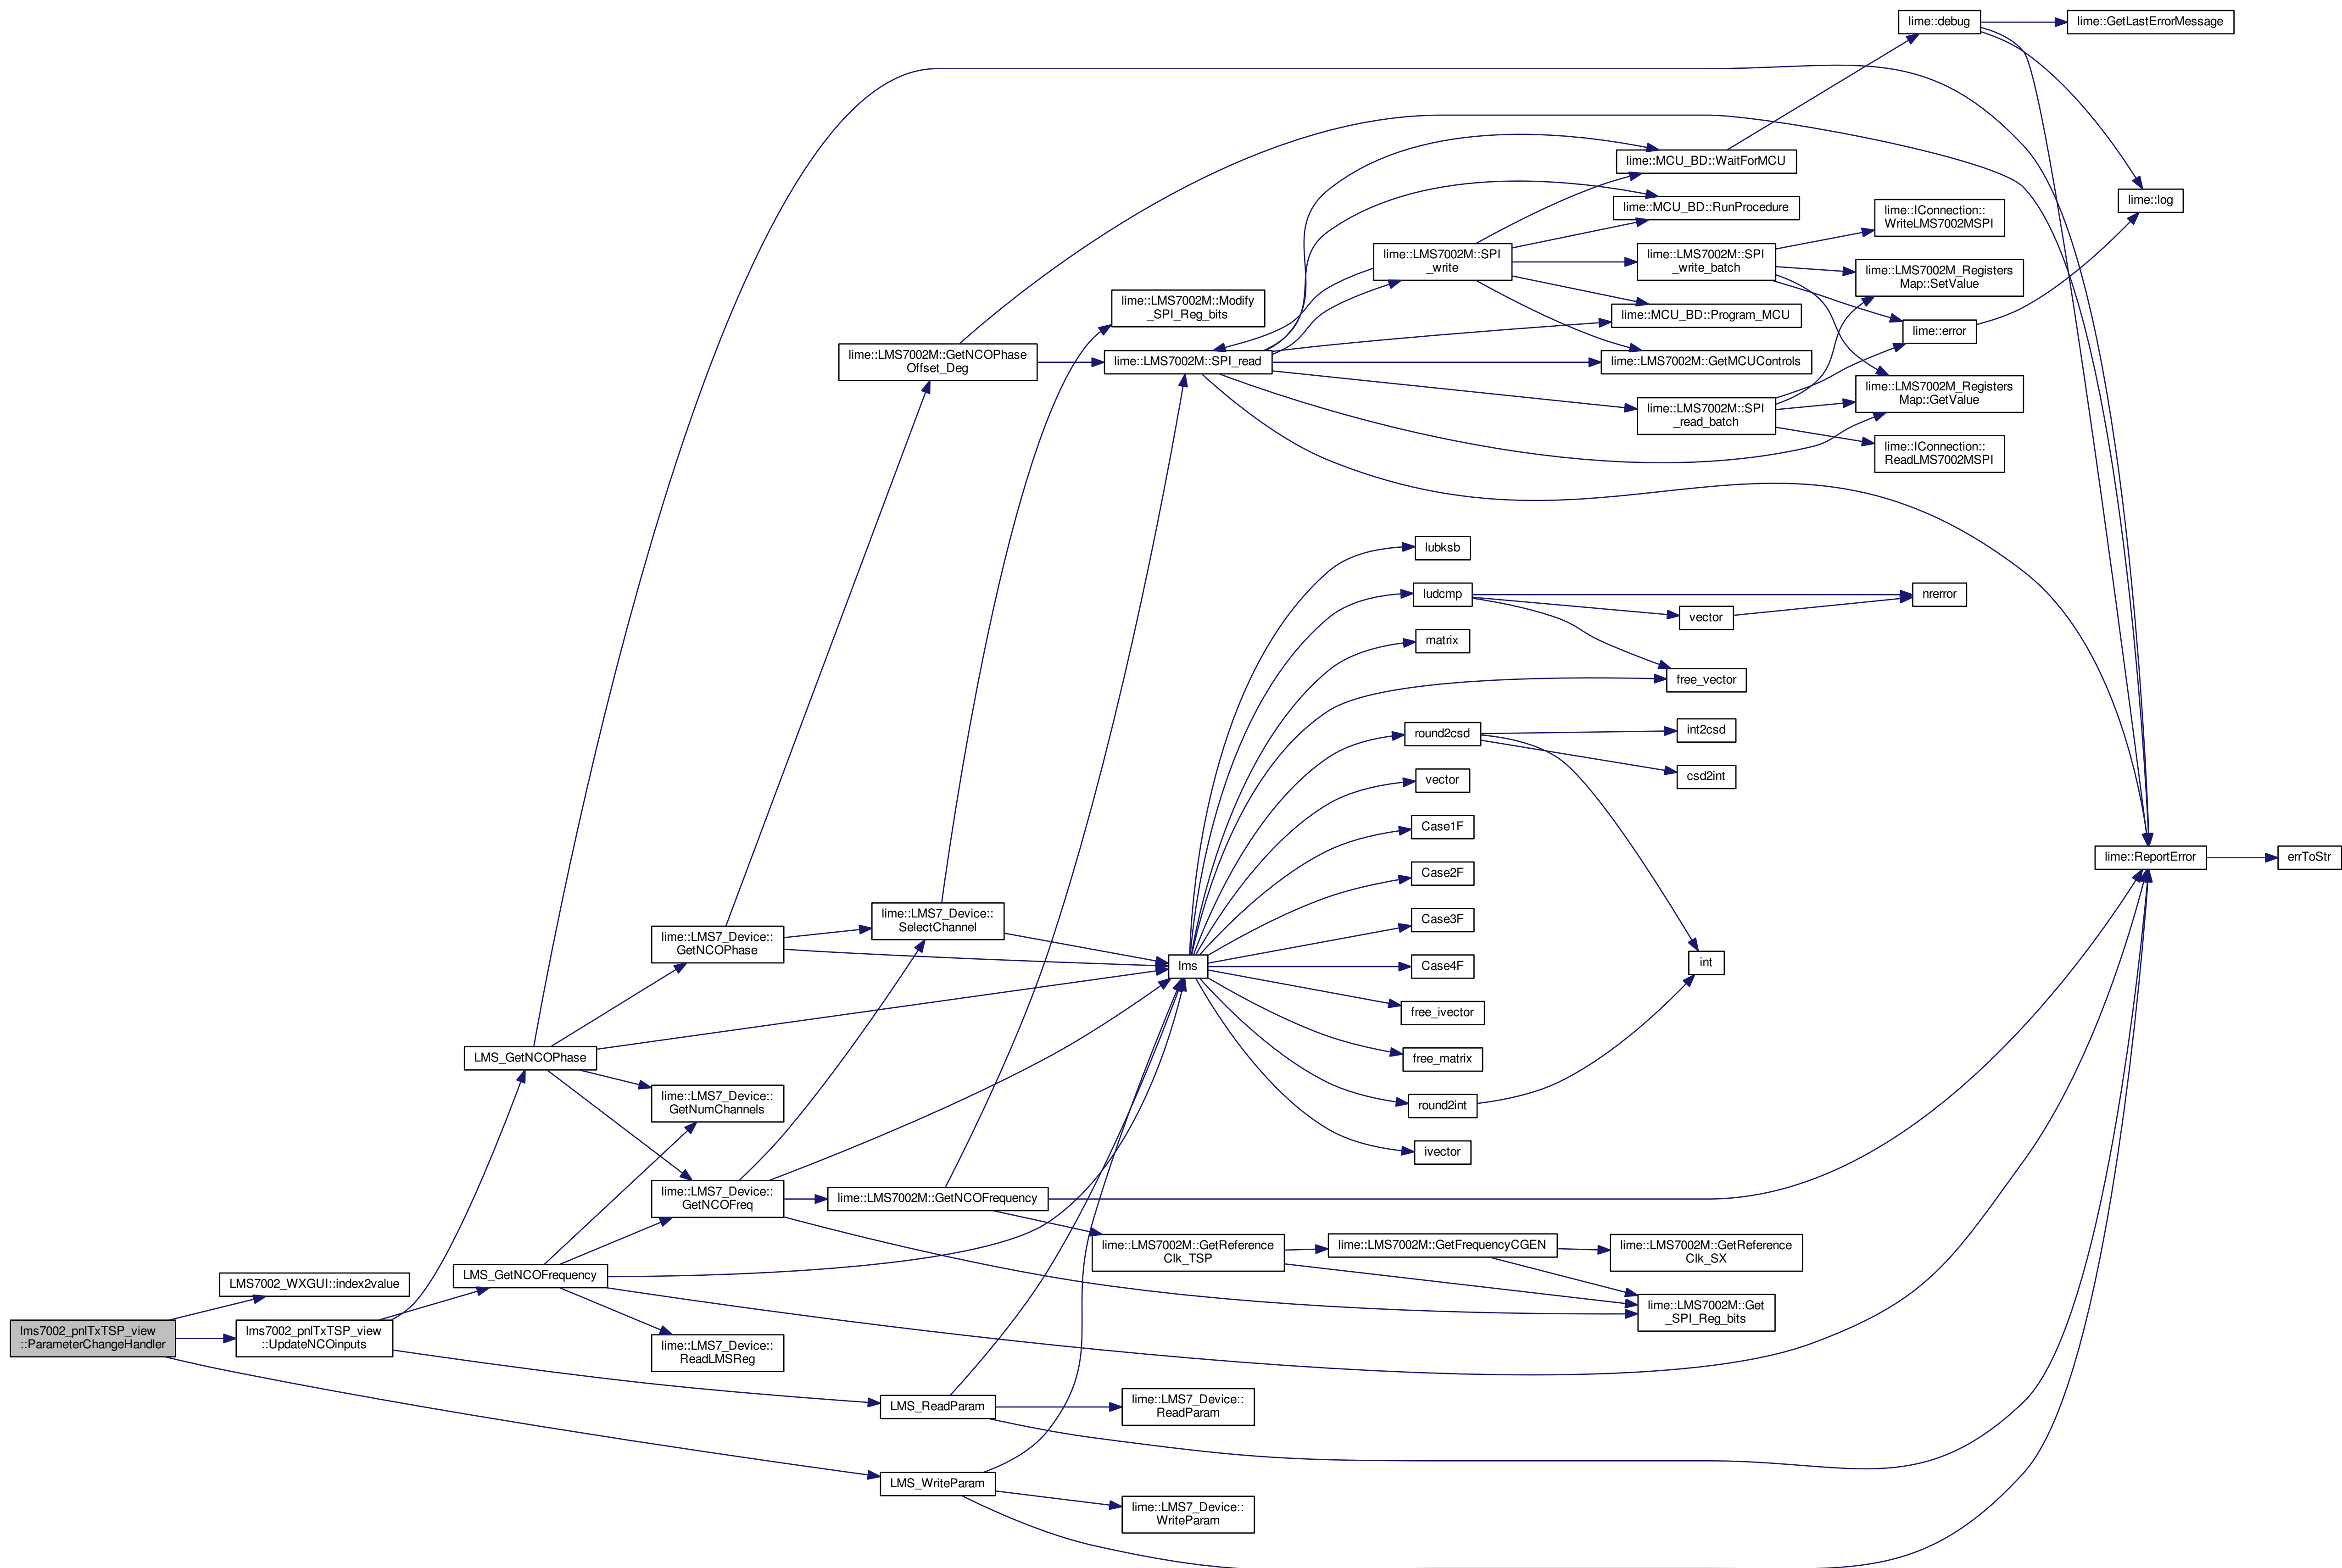 lime::debug
lime::GetLastErrorMessage
lime::MCU_BD::WaitForMCU
lime::log
lime::MCU_BD::RunProcedure
lime::IConnection::
WriteLMS7002MSPI
lime::LMS7002M::SPI
_write
lime::LMS7002M::SPI
_write_batch
lime::LMS7002M_Registers
Map::SetValue
lime::LMS7002M::Modify
_SPI_Reg_bits
lime::MCU_BD::Program_MCU
lime::error
lime::LMS7002M::GetNCOPhase
Offset_Deg
lime::LMS7002M::SPI_read
lime::LMS7002M::GetMCUControls
lime::LMS7002M_Registers
Map::GetValue
lime::LMS7002M::SPI
_read_batch
lime::IConnection::
ReadLMS7002MSPI
lubksb
ludcmp
nrerror
vector
matrix
free_vector
round2csd
int2csd
vector
csd2int
Case1F
lime::ReportError
errToStr
Case2F
lime::LMS7_Device::
SelectChannel
Case3F
lime::LMS7_Device::
GetNCOPhase
lms
Case4F
int
free_ivector
LMS_GetNCOPhase
free_matrix
lime::LMS7_Device::
GetNumChannels
round2int
ivector
lime::LMS7_Device::
GetNCOFreq
lime::LMS7002M::GetNCOFrequency
lime::LMS7002M::GetReference
Clk_TSP
lime::LMS7002M::GetFrequencyCGEN
lime::LMS7002M::GetReference
Clk_SX
LMS_GetNCOFrequency
LMS7002_WXGUI::index2value
lime::LMS7002M::Get
_SPI_Reg_bits
lms7002_pnlTxTSP_view
::ParameterChangeHandler
lms7002_pnlTxTSP_view
::UpdateNCOinputs
lime::LMS7_Device::
ReadLMSReg
LMS_ReadParam
lime::LMS7_Device::
ReadParam
LMS_WriteParam
lime::LMS7_Device::
WriteParam